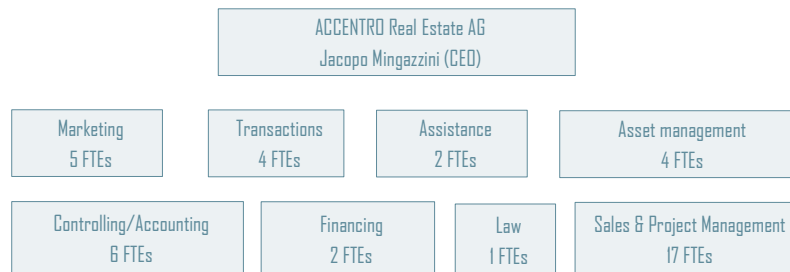 ACCENTRO Real Estate AG
Jacopo Mingazzini (CEO)
Marketing
5 FTEs
Transactions
4 FTEs
Assistance
2 FTEs
Asset management
4 FTEs
Controlling/Accounting
6 FTEs
Financing
2 FTEs
Law
1 FTEs
Sales & Project Management
17 FTEs